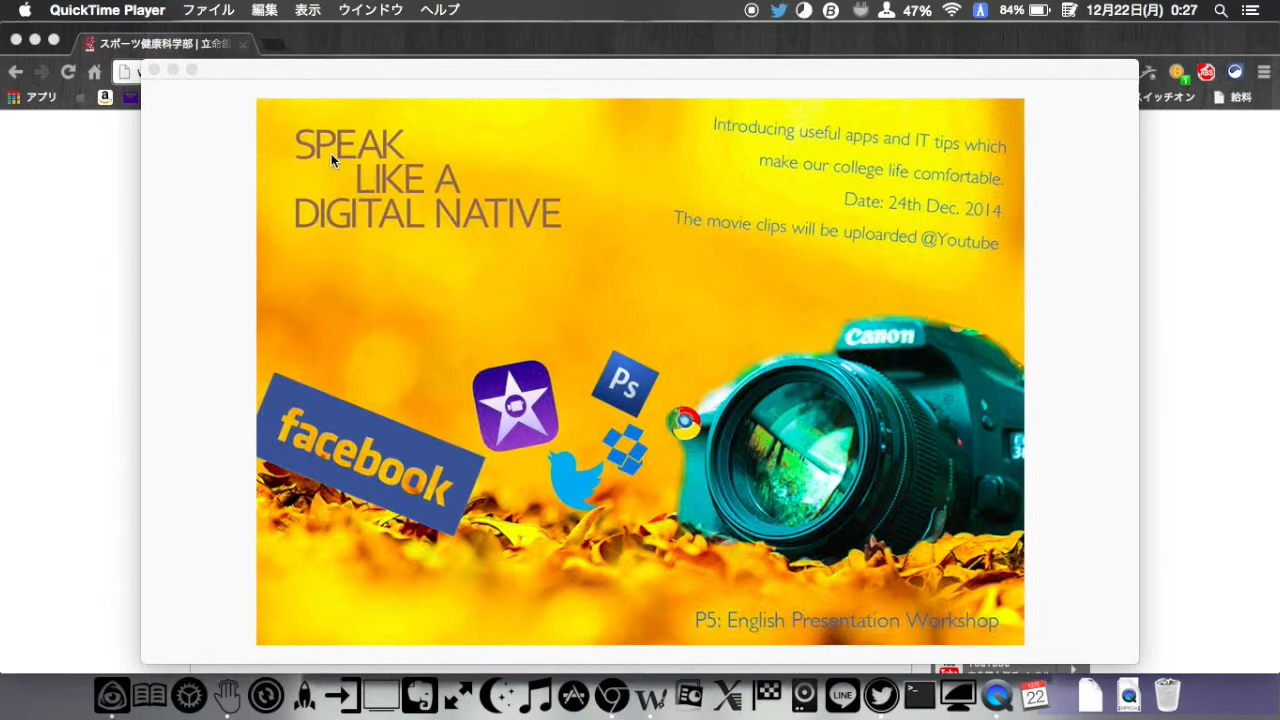 QuickTime Player ファイル 編集 表示 ウインドウ ヘルプ 47% A 84% 12月22日(月) 0:27
スポーツ健康科学部 | 立命館
アプリ スイッチオン 給料
SPEAK
LIKE A
DIGITAL NATIVE
Introducing useful apps and IT tips which
make our college life comfortable.
Date: 24th Dec. 2014
The movie clips will be uploarded @Youtube
Canon
Ps
facebook
P5: English Presentation Workshop
LINE
22